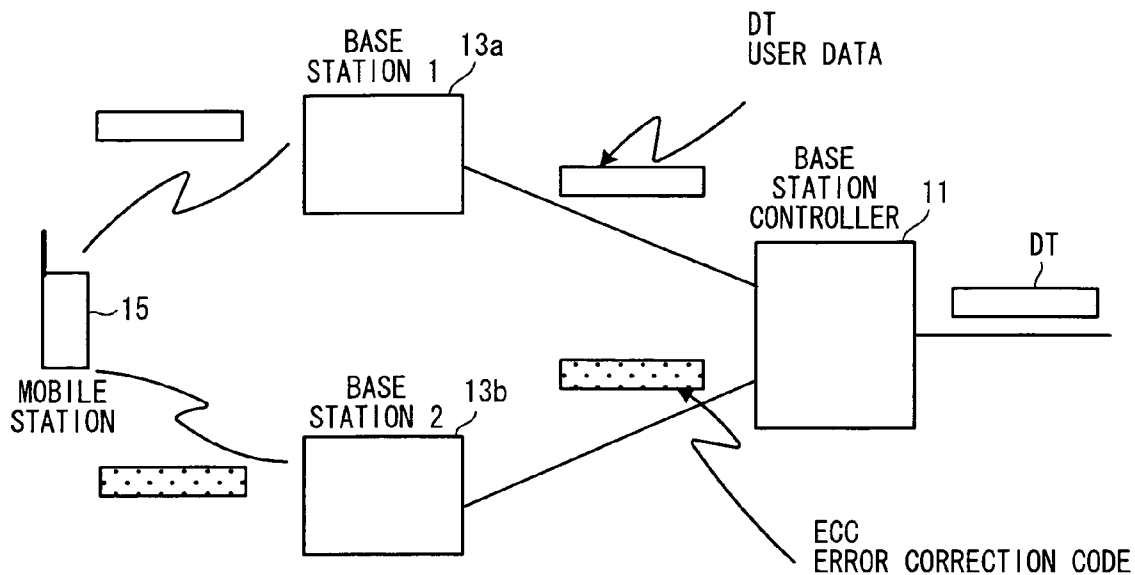 DT
USER DATA
BASE
STATION 1
13a
BASE
STATION
CONTROLLER
11
DT
15
MOBILE
STATION
BASE
STATION 2
13b
ECC
ERROR CORRECTION CODE